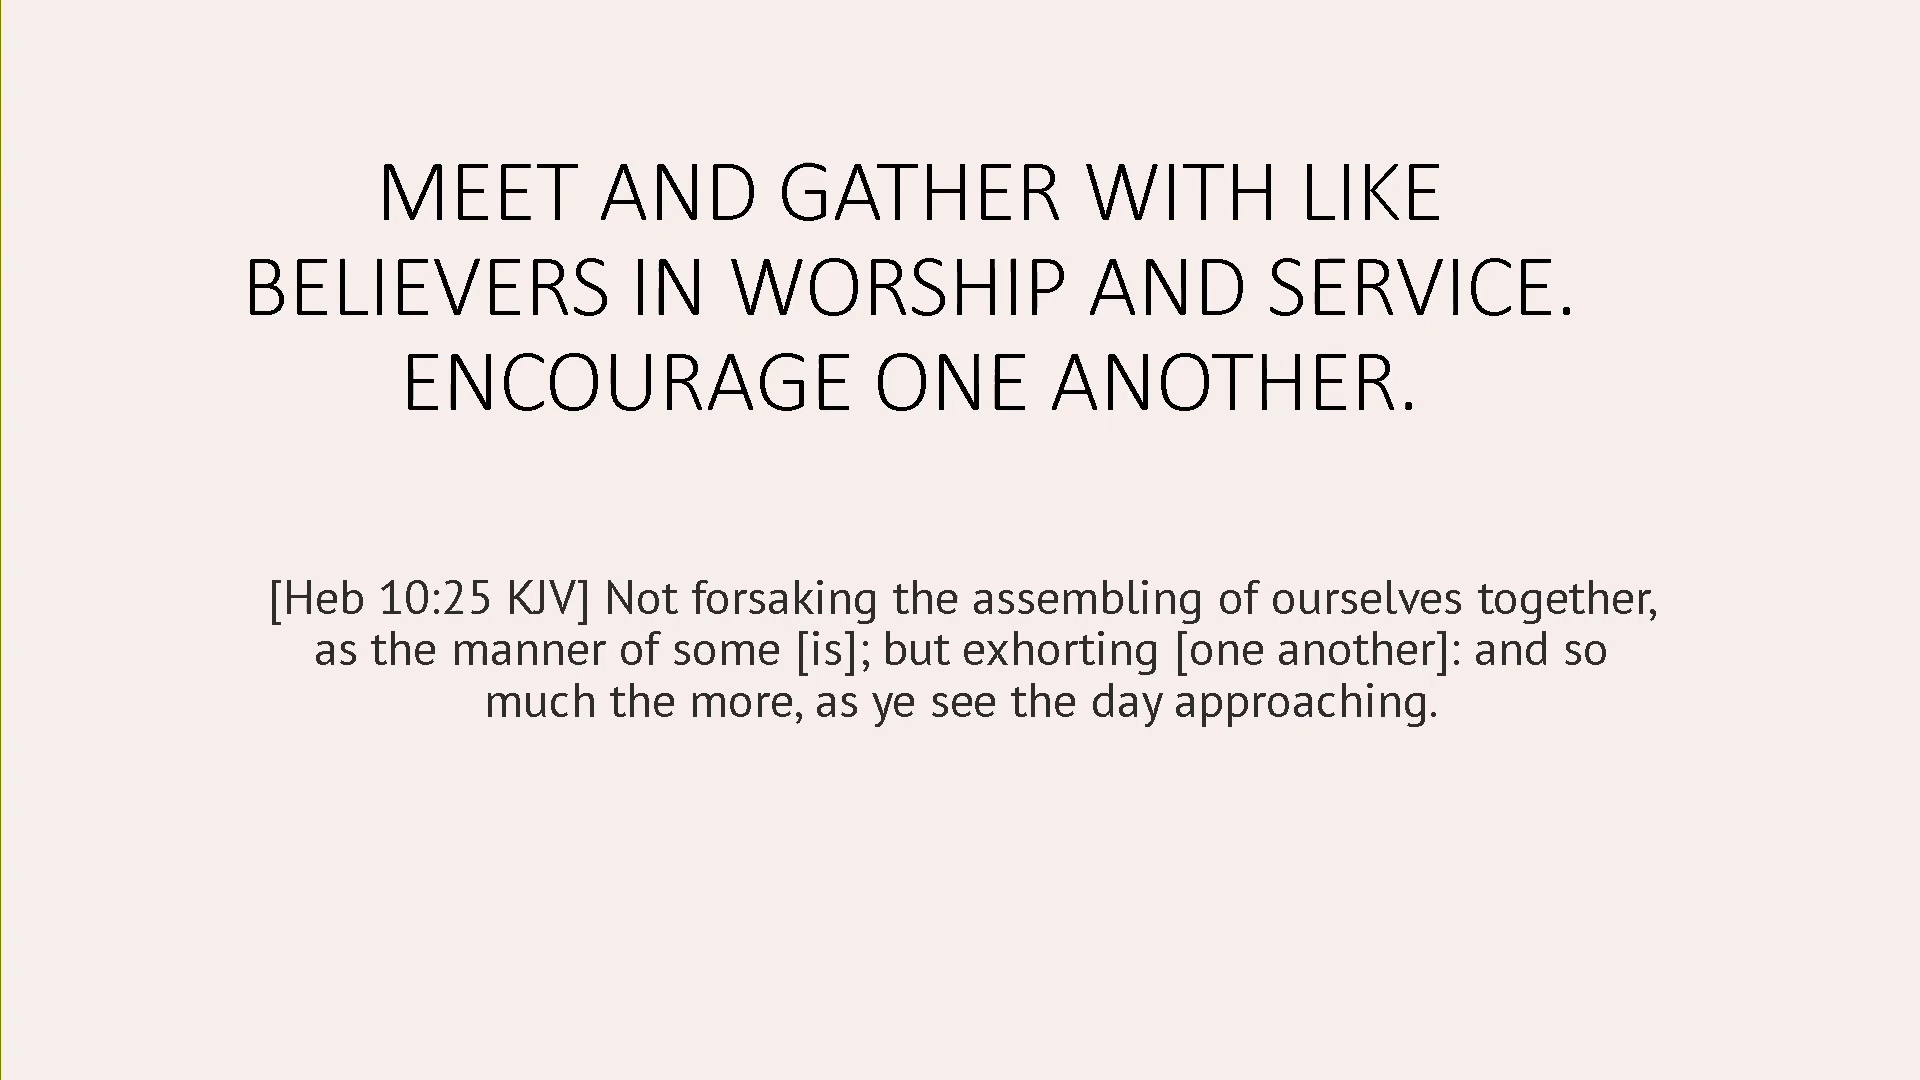 MEET AND GATHER WITH LIKE
BELIEVERS IN WORSHIP AND SERVICE.
ENCOURAGE ONE ANOTHER.
[Heb 10:25 KJV] Not forsaking the assembling of ourselves together,
as the manner of some [is]; but exhorting [one another]: and so
much the more, as ye see the day approaching.